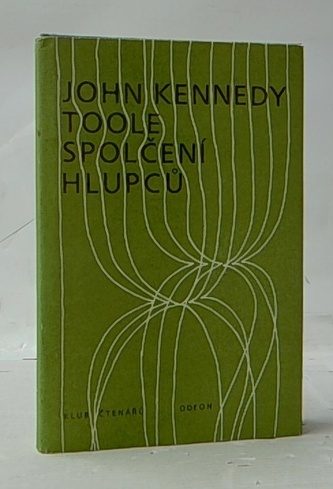 JOHN KENNEDY
TOOLE
SPOLČENÍ
HLUPCŮ
KLUB ČTENÁŘŮ ODEON